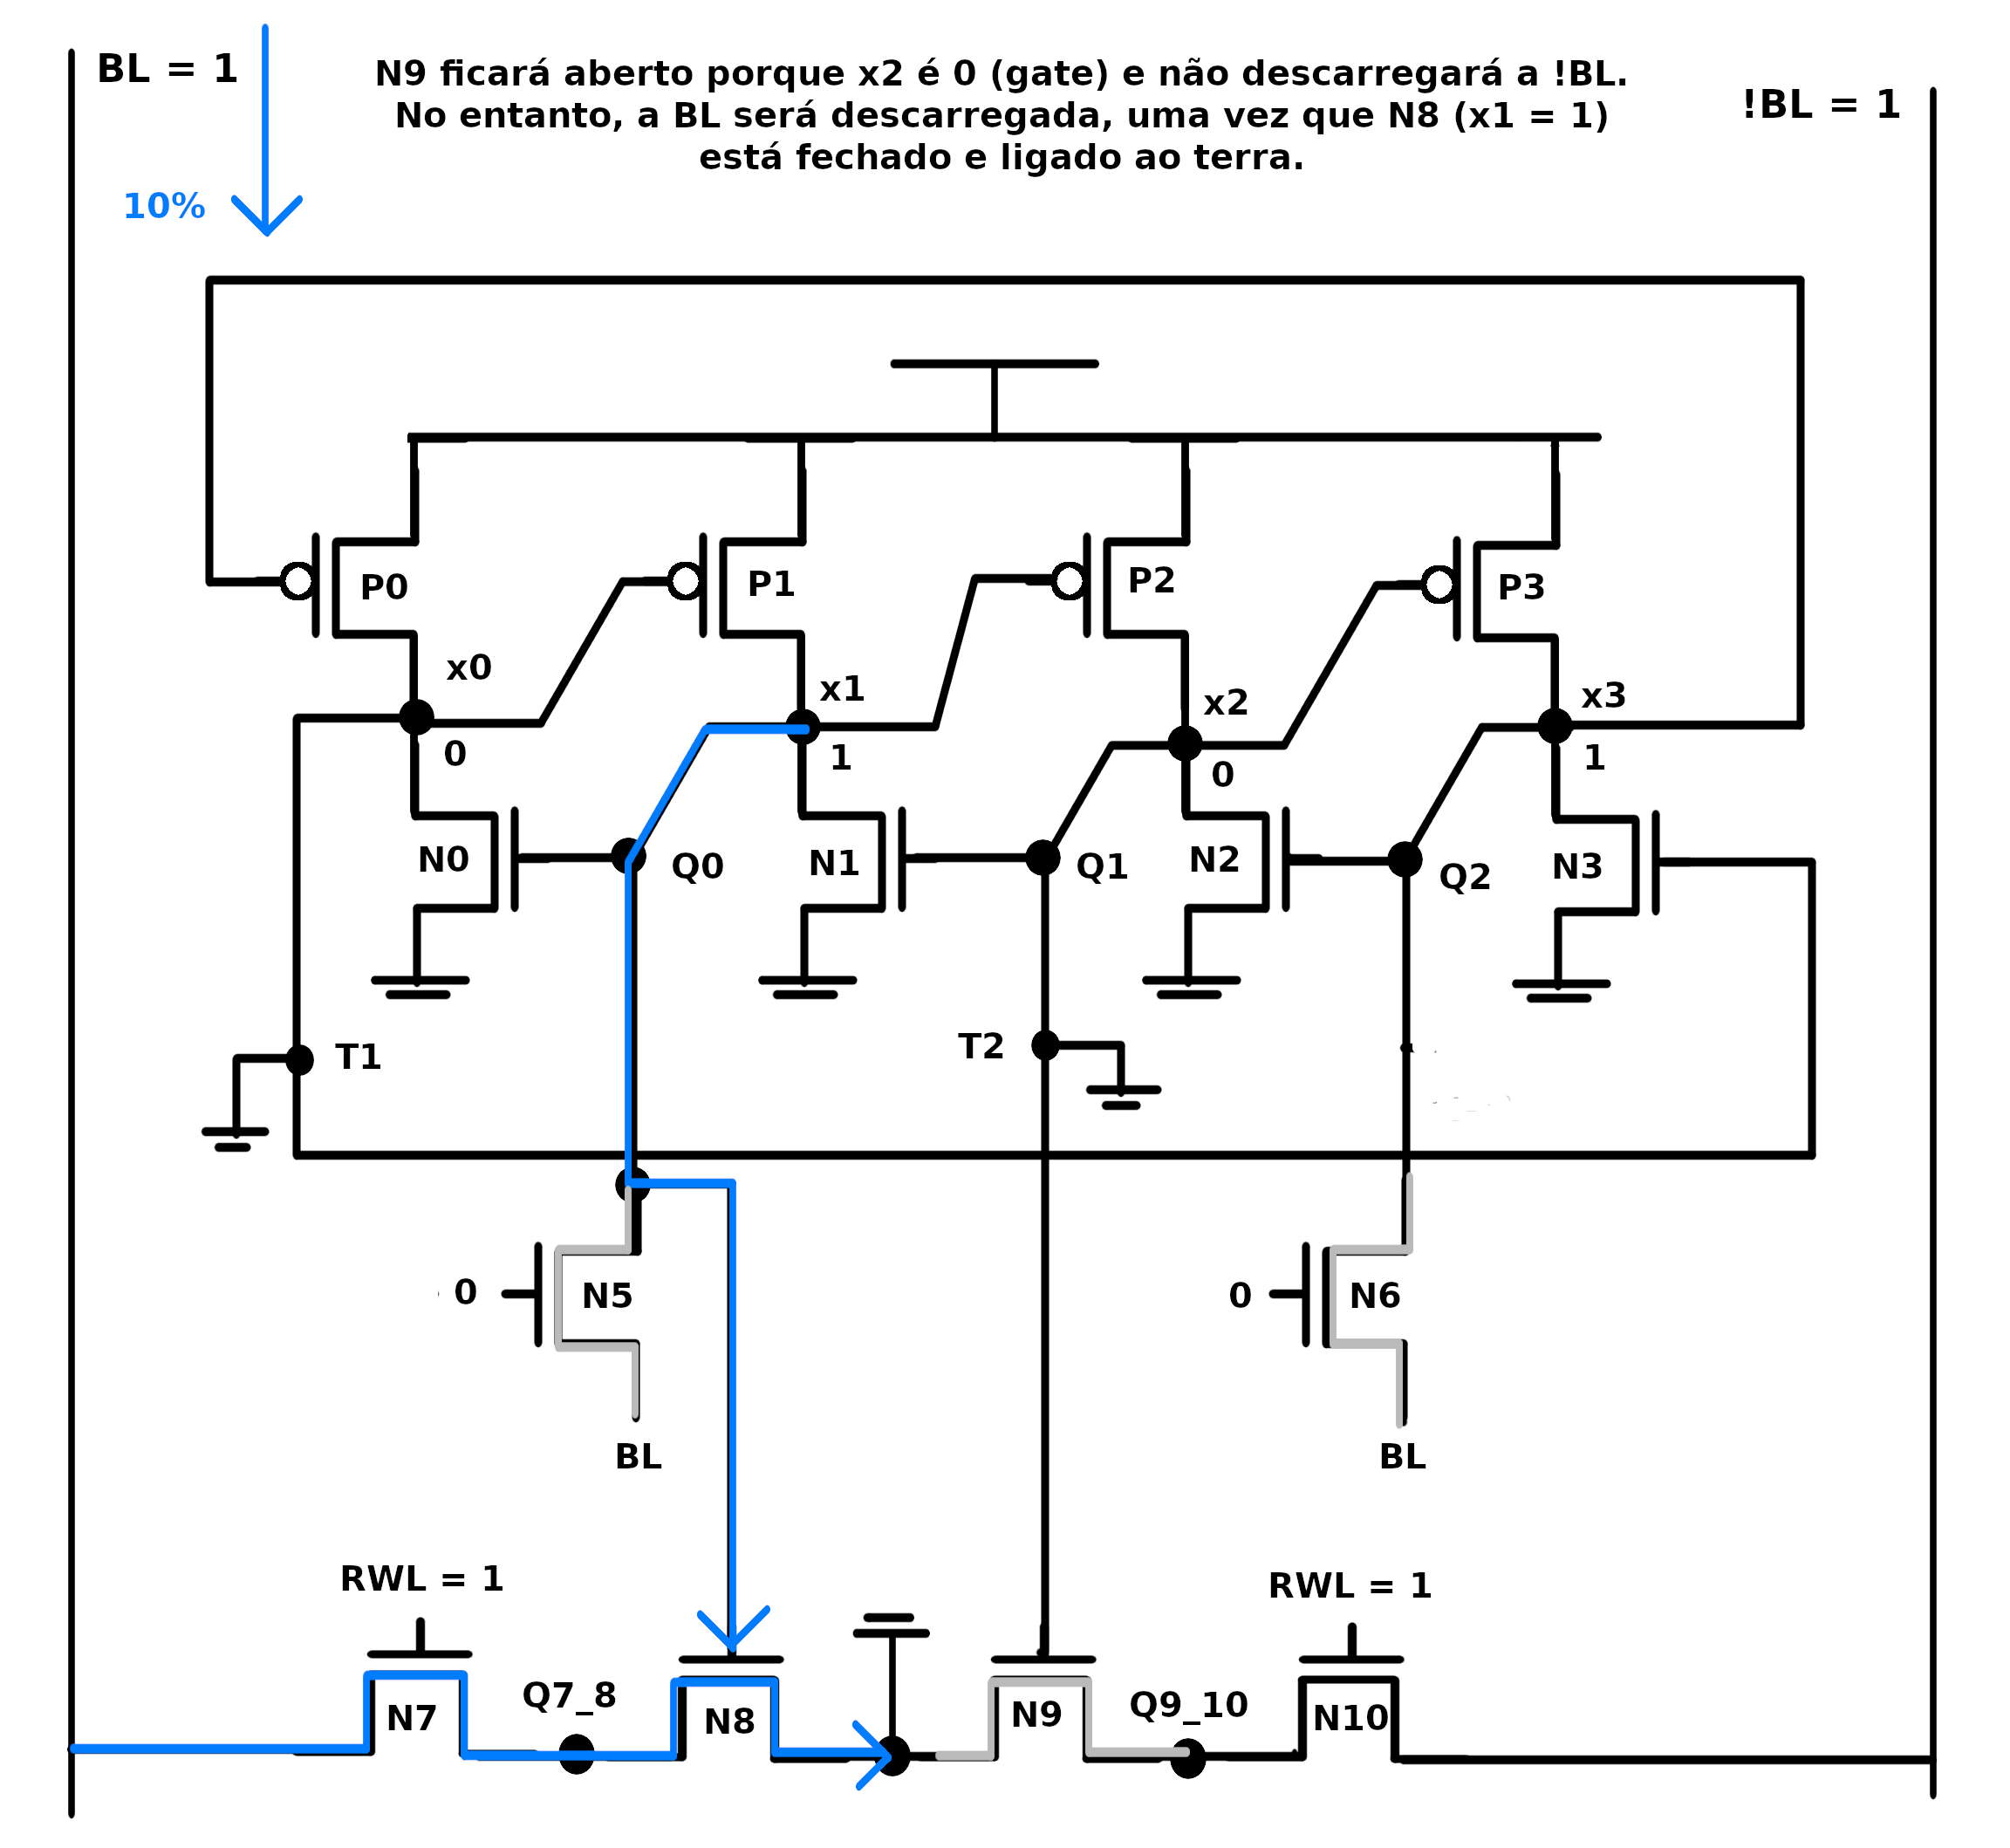 BL = 1
N9 ficará aberto porque x2 é 0 (gate) e não descarregará a !BL.
No entanto, a BL será descarregada, uma vez que N8 (x1 = 1)
está fechado e ligado ao terra.
!BL = 1
10%
P0
P1
P2
P3
x0
x1
x2
x3
0
1
0
1
N0
Q0
N1
Q1
N2
Q2
N3
T1
T2
0
N5
0
N6
BL
BL
RWL = 1
RWL = 1
N7
Q7_8
N8
N9
Q9_10
N10